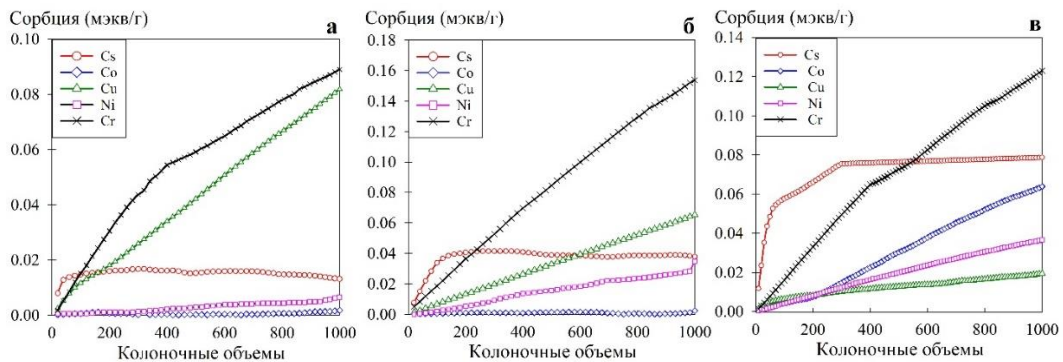 Сорбция (мэкв/г)
а
0.10
0.08
0.06
0.04
0.02
0.00
Cs
Co
Cu
Ni
Cr
0 200 400 600 800 1000
Колоночные объемы
Сорбция (мэкв/г)
б
0.18
0.16
0.14
0.12
0.10
0.08
0.06
0.04
0.02
0.00
Cs
Co
Cu
Ni
Cr
0 200 400 600 800 1000
Колоночные объемы
Сорбция (мэкв/г)
в
0.14
0.12
0.10
0.08
0.06
0.04
0.02
0.00
Cs
Co
Cu
Ni
Cr
0 200 400 600 800 1000
Колоночные объемы